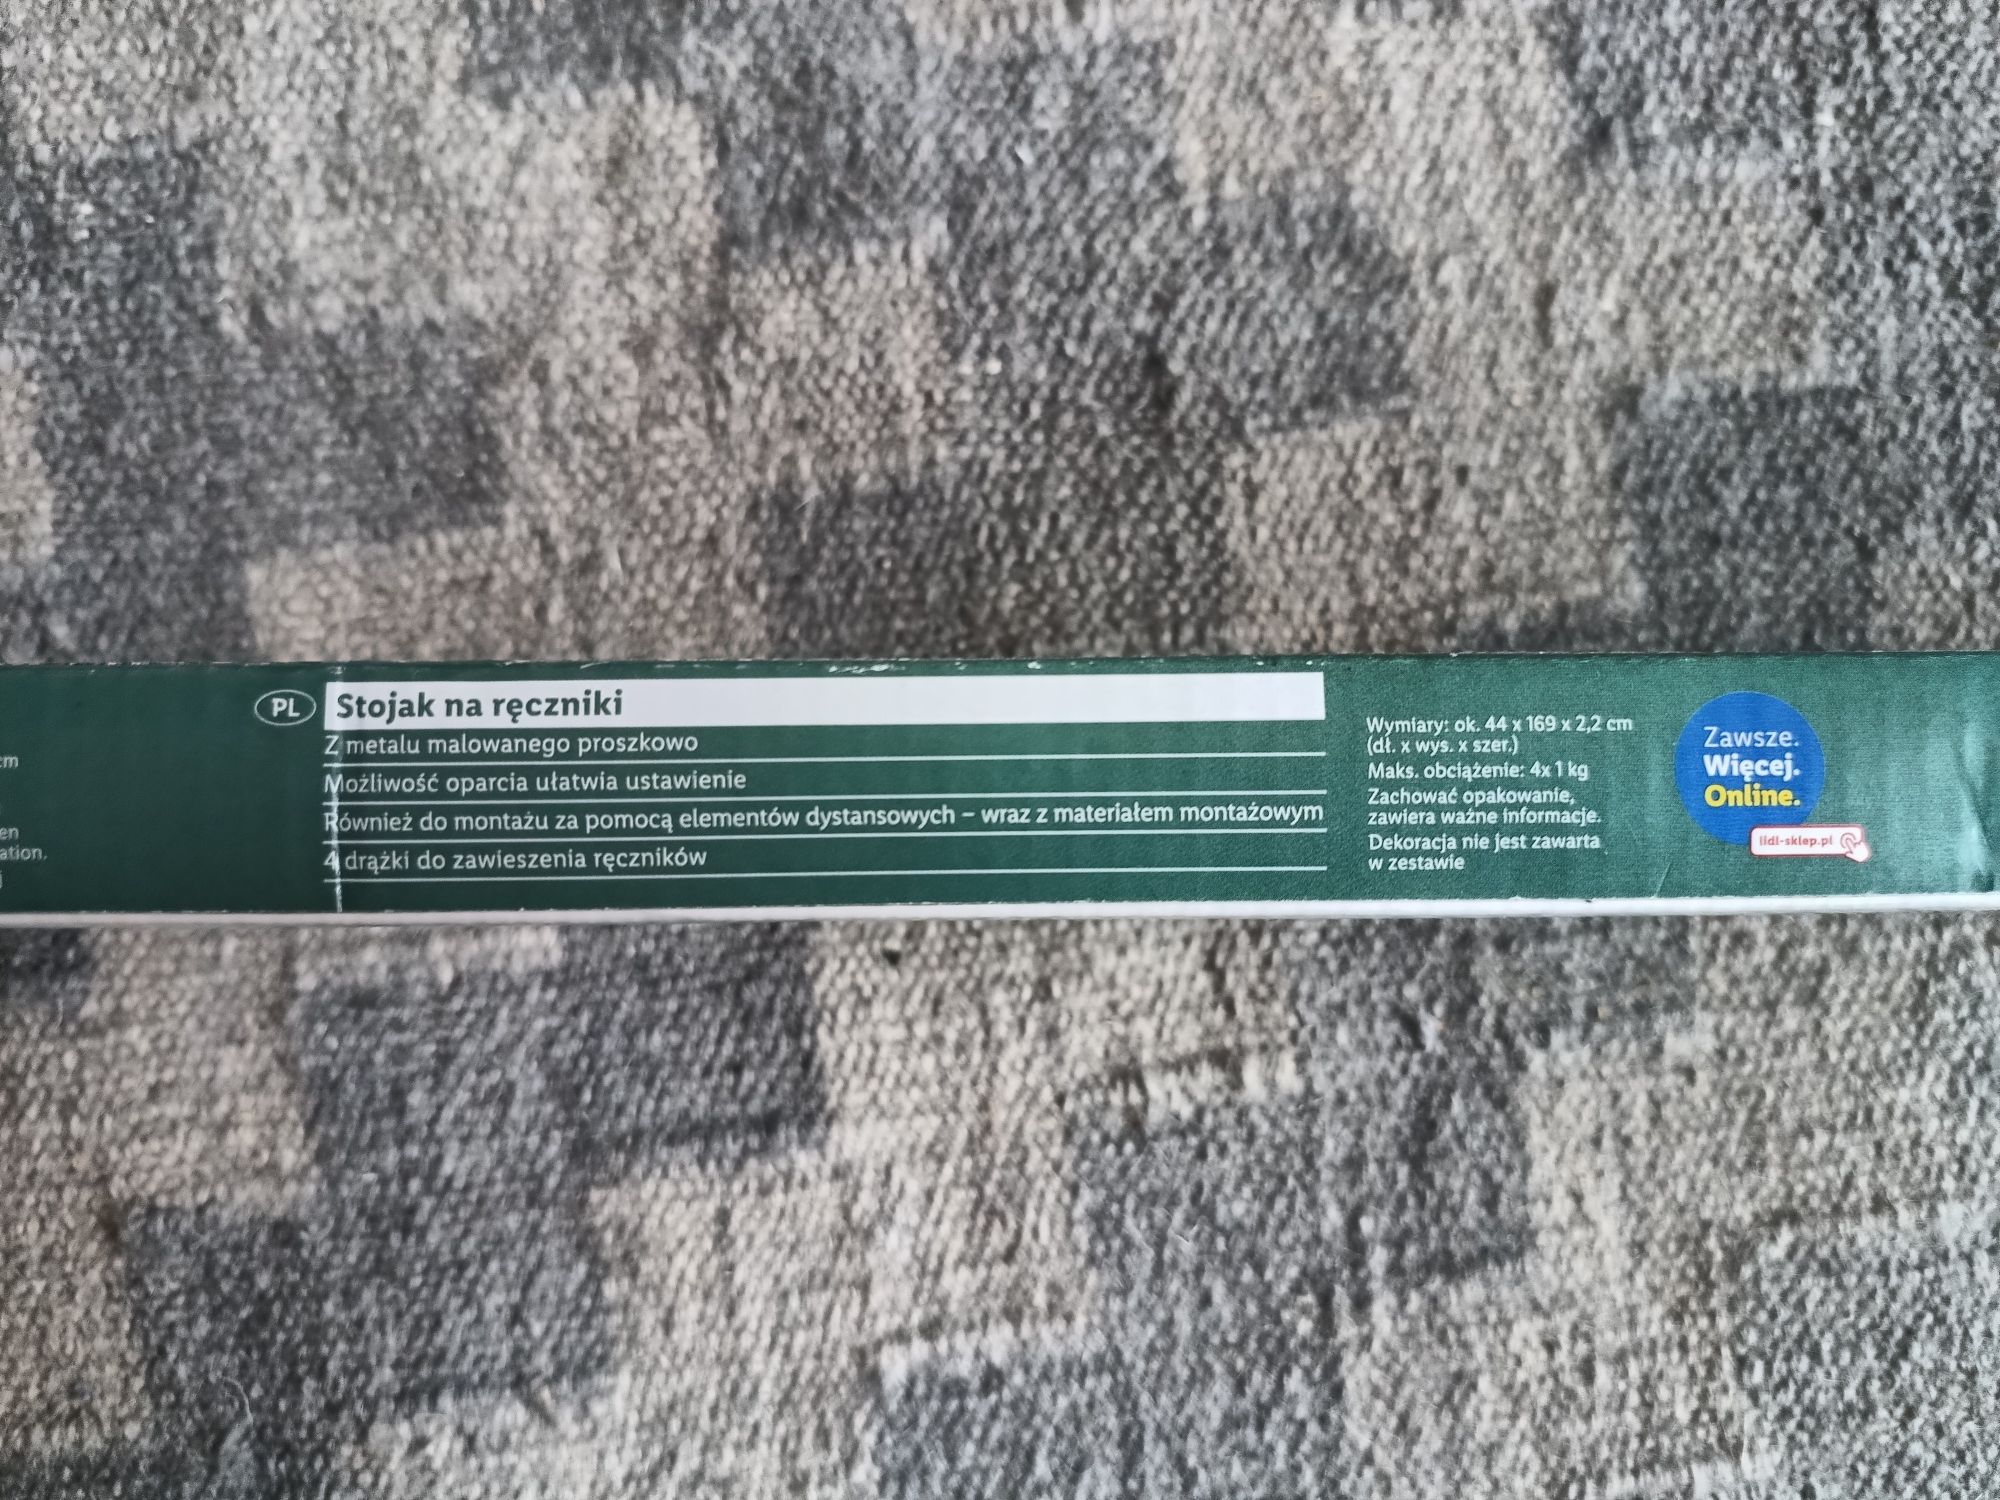 cm
en
ation.
PL
Stojak na ręczniki
Z metalu malowanego proszkowo
Możliwość oparcia ułatwia ustawienie
Również do montażu za pomocą elementów dystansowych – wraz z materiałem montażowym
4 drążki do zawieszenia ręczników
Wymiary: ok. 44 x 169 x 2,2 cm
(dł. x wys. x szer.)
Maks. obciążenie: 4x 1 kg
Zachować opakowanie,
zawiera ważne informacje.
Dekoracja nie jest zawarta
w zestawie
Zawsze.
Więcej.
Online.
lidl-sklep.pl